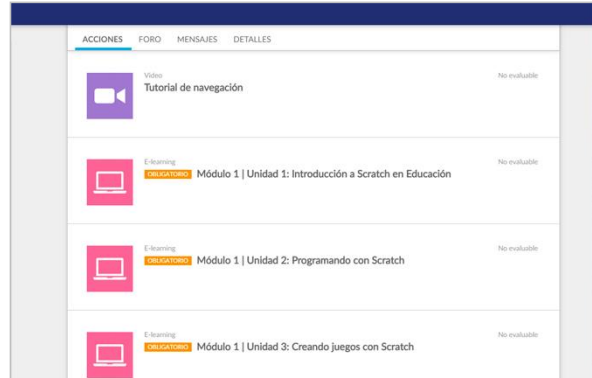 ACCIONES FORO MENSAJES DETALLES
Video No evaluable
Tutorial de navegación
E-learning No evaluable
OBLIGATORIO Módulo 1 | Unidad 1: Introducción a Scratch en Educación
E-learning No evaluable
OBLIGATORIO Módulo 1 | Unidad 2: Programando con Scratch
E-learning No evaluable
OBLIGATORIO Módulo 1 | Unidad 3: Creando juegos con Scratch